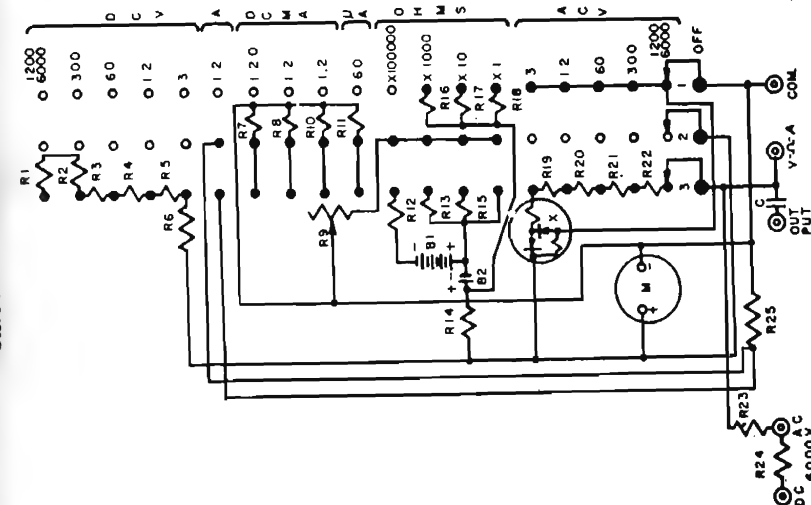 DCV
A
DCMA
UA
OHMS
ACV
1200
6000
300
60
12
3
12
120
12
1.2
60
X100000
X1000
X10
X1
3
12
60
300
1200
6000
OFF
R1
R2
R3
R4
R5
R6
R7
R8
R10
R11
R9
R12
R13
R15
R16
R17
R18
R19
R20
R21
R22
1
2
3
COM.
V-Ω-A
C
OUT
PUT
- B1 +
+ -
B2
R14
X
- M +
R25
R23
R24
AC
DC
6000V